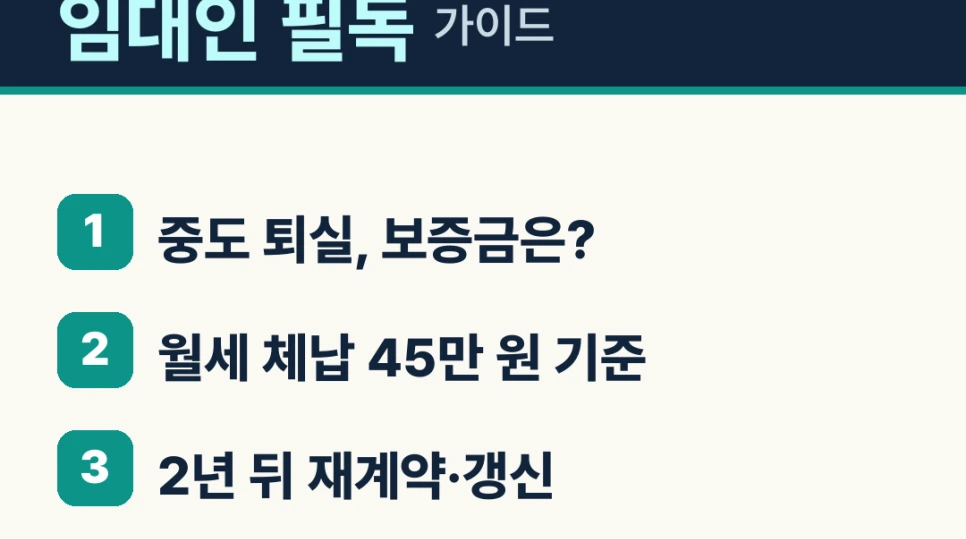 임대인 필독 가이드
1 중도 퇴실, 보증금은?
2 월세 체납 45만 원 기준
3 2년 뒤 재계약·갱신